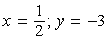 x = 1/2; y = −3